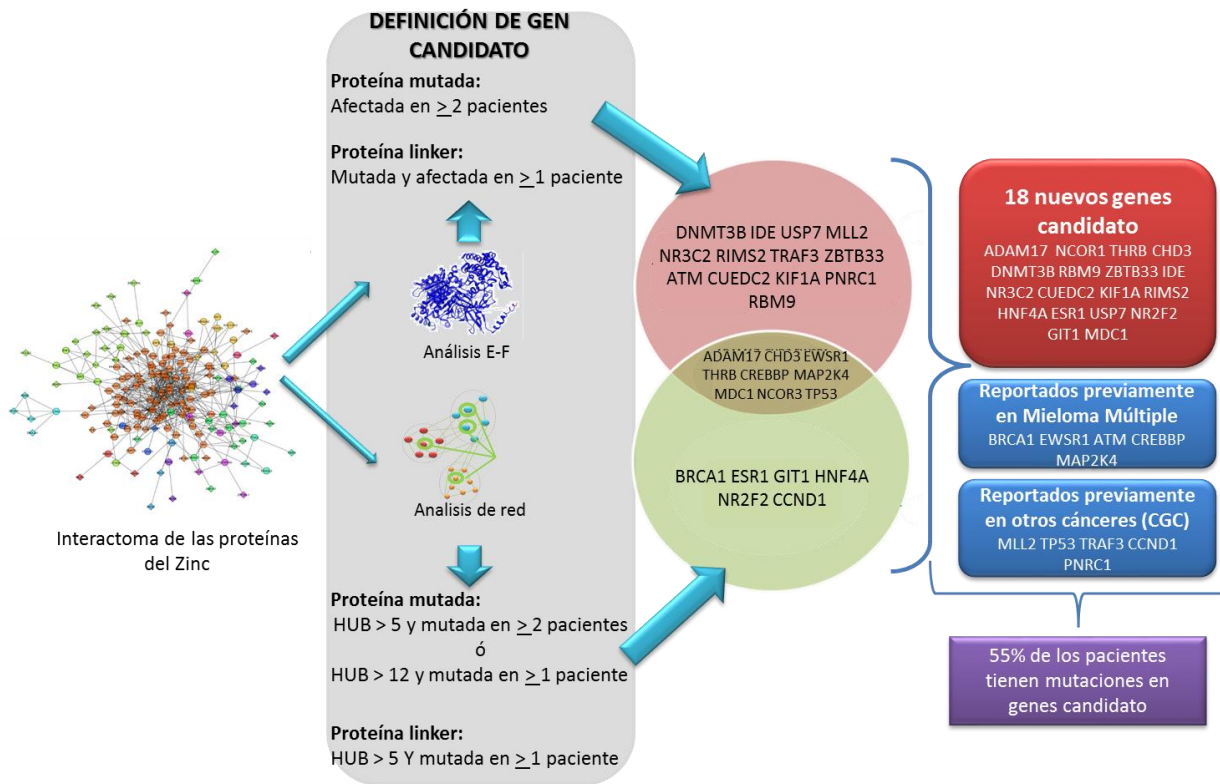 DEFINICIÓN DE GEN
CANDIDATO
Proteína mutada:
Afectada en > 2 pacientes
Proteína linker:
Mutada y afectada en > 1 paciente
Análisis E-F
Analisis de red
Interactoma de las proteínas
del Zinc
Proteína mutada:
HUB > 5 y mutada en > 2 pacientes
ó
HUB > 12 y mutada en > 1 paciente
Proteína linker:
HUB > 5 Y mutada en > 1 paciente
DNMT3B IDE USP7 MLL2
NR3C2 RIMS2 TRAF3 ZBTB33
ATM CUEDC2 KIF1A PNRC1
RBM9
ADAM17 CHD3 EWSR1
THRB CREBBP MAP2K4
MDC1 NCOR3 TP53
BRCA1 ESR1 GIT1 HNF4A
NR2F2 CCND1
18 nuevos genes
candidato
ADAM17 NCOR1 THRB CHD3
DNMT3B RBM9 ZBTB33 IDE
NR3C2 CUEDC2 KIF1A RIMS2
HNF4A ESR1 USP7 NR2F2
GIT1 MDC1
Reportados previamente
en Mieloma Múltiple
BRCA1 EWSR1 ATM CREBBP
MAP2K4
Reportados previamente
en otros cánceres (CGC)
MLL2 TP53 TRAF3 CCND1
PNRC1
55% de los pacientes
tienen mutaciones en
genes candidato